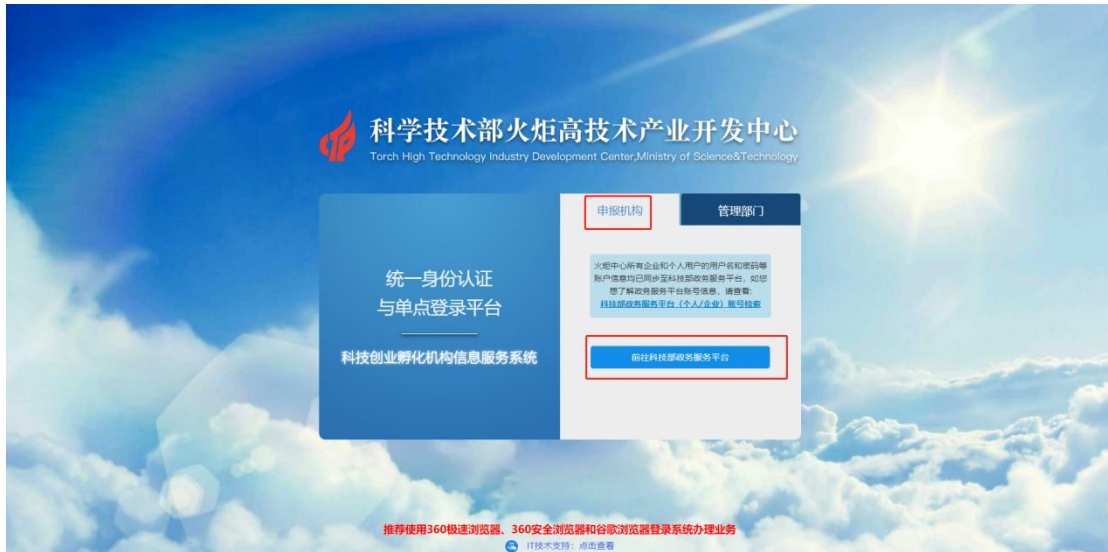 科学技术部火炬高技术产业开发中心
Torch High Technology Industry Development Center,Ministry of Science&Technology
申报机构
管理部门
统一身份认证
与单点登录平台
科技创业孵化机构信息服务系统
火炬中心所有企业和个人用户的用户名和密码等
账户信息均已同步至科技部政务服务平台，如您
想了解政务服务平台账号信息，请查看:
科技部政务服务平台（个人/企业）账号检索
前往科技部政务服务平台
推荐使用360极速浏览器、360安全浏览器和谷歌浏览器登录系统办理业务
IT技术支持：点击查看